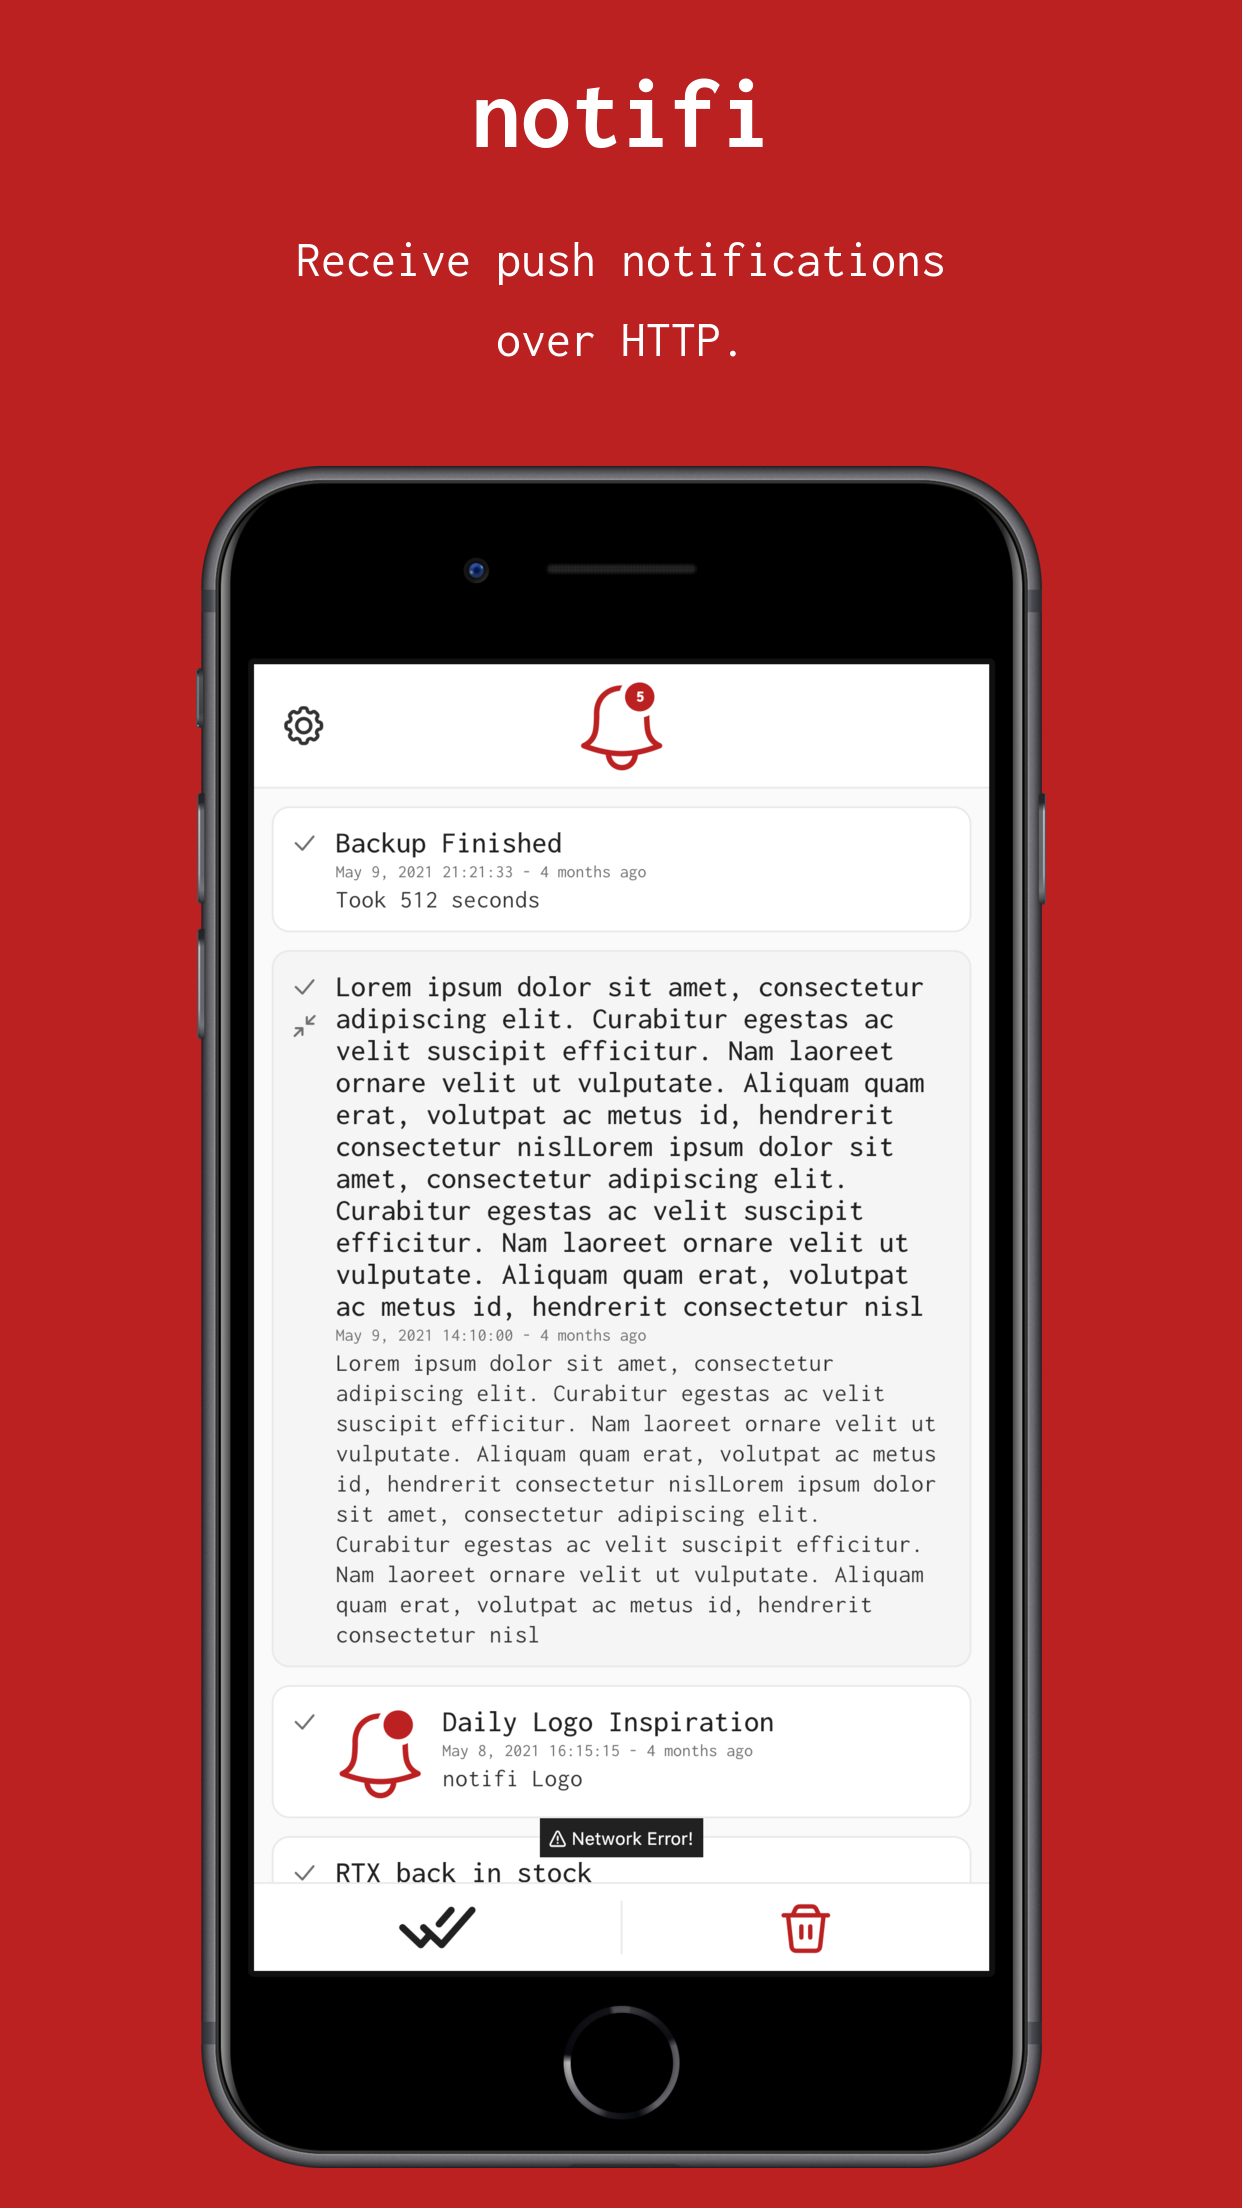 notifi
Receive push notifications
over HTTP.
5
Backup Finished
May 9, 2021 21:21:33 - 4 months ago
Took 512 seconds
Lorem ipsum dolor sit amet, consectetur
adipiscing elit. Curabitur egestas ac
velit suscipit efficitur. Nam laoreet
ornare velit ut vulputate. Aliquam quam
erat, volutpat ac metus id, hendrerit
consectetur nislLorem ipsum dolor sit
amet, consectetur adipiscing elit.
Curabitur egestas ac velit suscipit
efficitur. Nam laoreet ornare velit ut
vulputate. Aliquam quam erat, volutpat
ac metus id, hendrerit consectetur nisl
May 9, 2021 14:10:00 - 4 months ago
Lorem ipsum dolor sit amet, consectetur
adipiscing elit. Curabitur egestas ac velit
suscipit efficitur. Nam laoreet ornare velit ut
vulputate. Aliquam quam erat, volutpat ac metus
id, hendrerit consectetur nislLorem ipsum dolor
sit amet, consectetur adipiscing elit.
Curabitur egestas ac velit suscipit efficitur.
Nam laoreet ornare velit ut vulputate. Aliquam
quam erat, volutpat ac metus id, hendrerit
consectetur nisl
Daily Logo Inspiration
May 8, 2021 16:15:15 - 4 months ago
notifi Logo
Network Error!
RTX back in stock